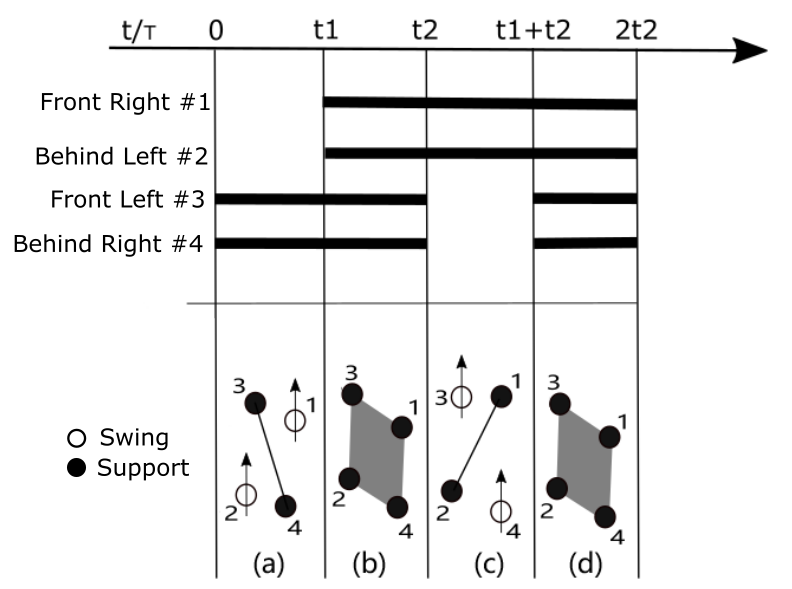 t/τ 0 t1 t2 t1+t2 2t2
Front Right #1
Behind Left #2
Front Left #3
Behind Right #4
Swing
Support
3 1 2 4
3 1 2 4
3 1 2 4
3 1 2 4
(a) (b) (c) (d)